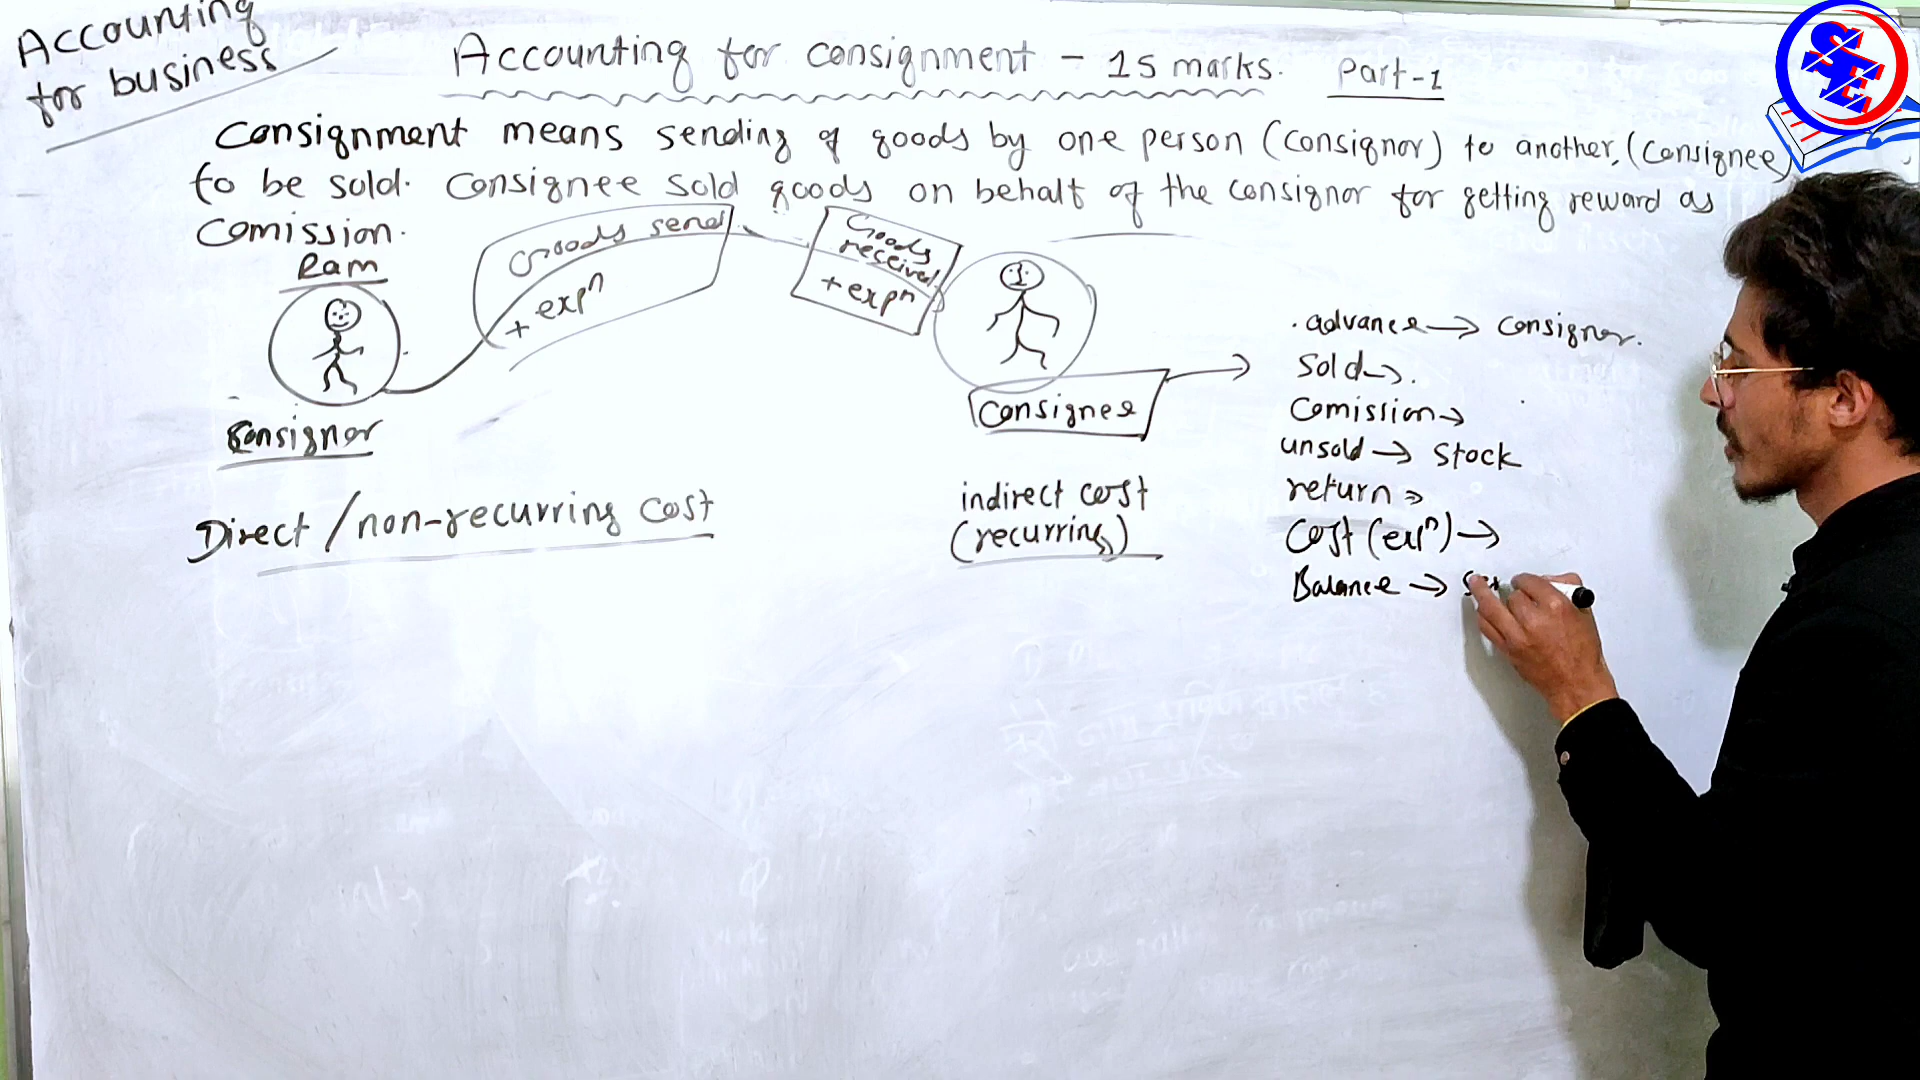 Accounting
for business
Accounting for consignment - 15 marks. Part-1
Consignment means sending of goods by one person (Consignor) to another, (Consignee)
to be sold. Consignee sold goods on behalf of the consignor for getting reward as
Comission.
Ram
Goods send
+ expⁿ
Goods
received
+ expⁿ
Consignor
Consignee
Direct / non-recurring cost
indirect cost
(recurring)
. advance → Consignor.
Sold →.
Comission →
unsold → Stock
return →
Cost (expⁿ) →
Balance →
SSE